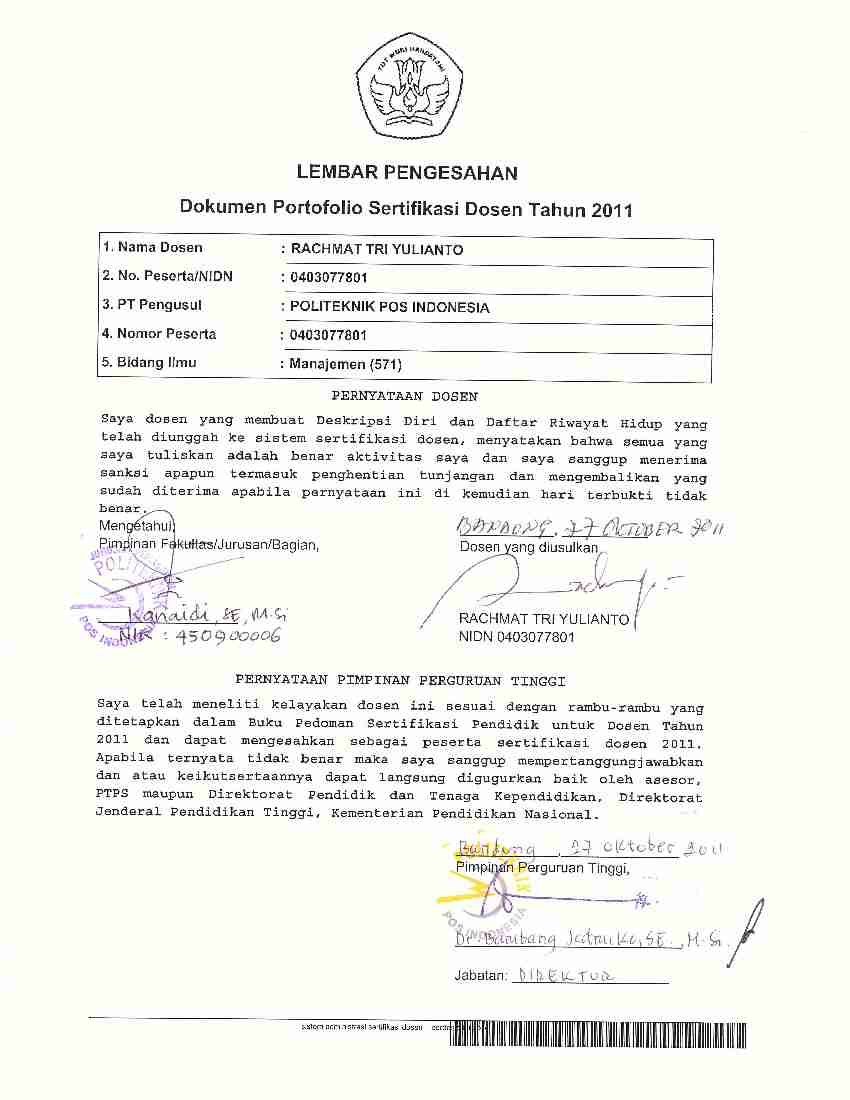 TUT WURI HANDAYANI
LEMBAR PENGESAHAN
Dokumen Portofolio Sertifikasi Dosen Tahun 2011
1. Nama Dosen : RACHMAT TRI YULIANTO
2. No. Peserta/NIDN : 0403077801
3. PT Pengusul : POLITEKNIK POS INDONESIA
4. Nomor Peserta : 0403077801
5. Bidang Ilmu : Manajemen (571)
PERNYATAAN DOSEN
Saya dosen yang membuat Deskripsi Diri dan Daftar Riwayat Hidup yang
telah diunggah ke sistem sertifikasi dosen, menyatakan bahwa semua yang
saya tuliskan adalah benar aktivitas saya dan saya sanggup menerima
sanksi apapun termasuk penghentian tunjangan dan mengembalikan yang
sudah diterima apabila pernyataan ini di kemudian hari terbukti tidak
benar.
Mengetahui
Pimpinan Fakultas/Jurusan/Bagian,
POLITEKNIK
POS INDONESIA
Kanaidi, SE, M.Si
NIK : 450900006
BANDUNG, 27 OKTOBER 2011
Dosen yang diusulkan
RACHMAT TRI YULIANTO
NIDN 0403077801
PERNYATAAN PIMPINAN PERGURUAN TINGGI
Saya telah meneliti kelayakan dosen ini sesuai dengan rambu-rambu yang
ditetapkan dalam Buku Pedoman Sertifikasi Pendidik untuk Dosen Tahun
2011 dan dapat mengesahkan sebagai peserta sertifikasi dosen 2011.
Apabila ternyata tidak benar maka saya sanggup mempertanggungjawabkan
dan atau keikutsertaannya dapat langsung digugurkan baik oleh asesor,
PTPS maupun Direktorat Pendidik dan Tenaga Kependidikan, Direktorat
Jenderal Pendidikan Tinggi, Kementerian Pendidikan Nasional.
Bandung, 27 Oktober 2011
Pimpinan Perguruan Tinggi,
POS INDONESIA
Dr. Bambang Jatmiko, SE., M.Si.
Jabatan: DIREKTUR
sistem administrasi sertifikasi dosen